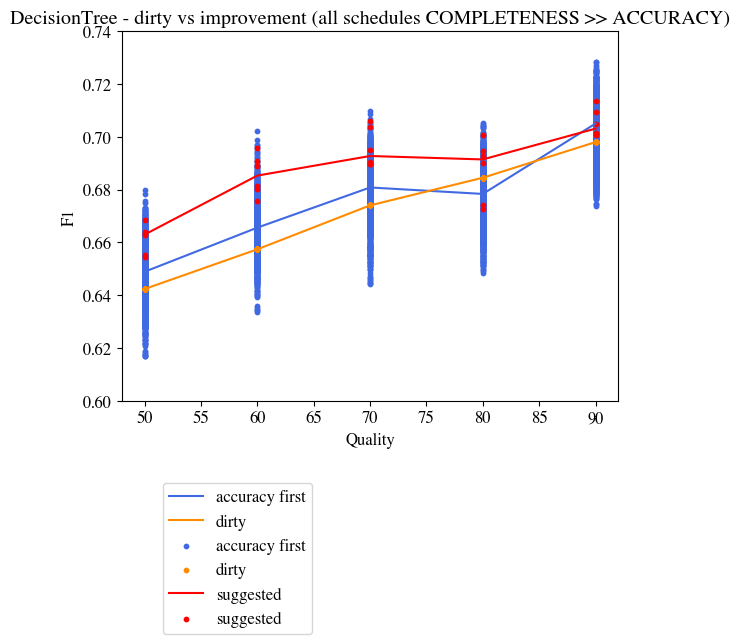 DecisionTree - dirty vs improvement (all schedules COMPLETENESS >> ACCURACY)
0.74
0.72
0.70
0.68
0.66
0.64
0.62
0.60
F1
50 55 60 65 70 75 80 85 90
Quality
accuracy first
dirty
accuracy first
dirty
suggested
suggested